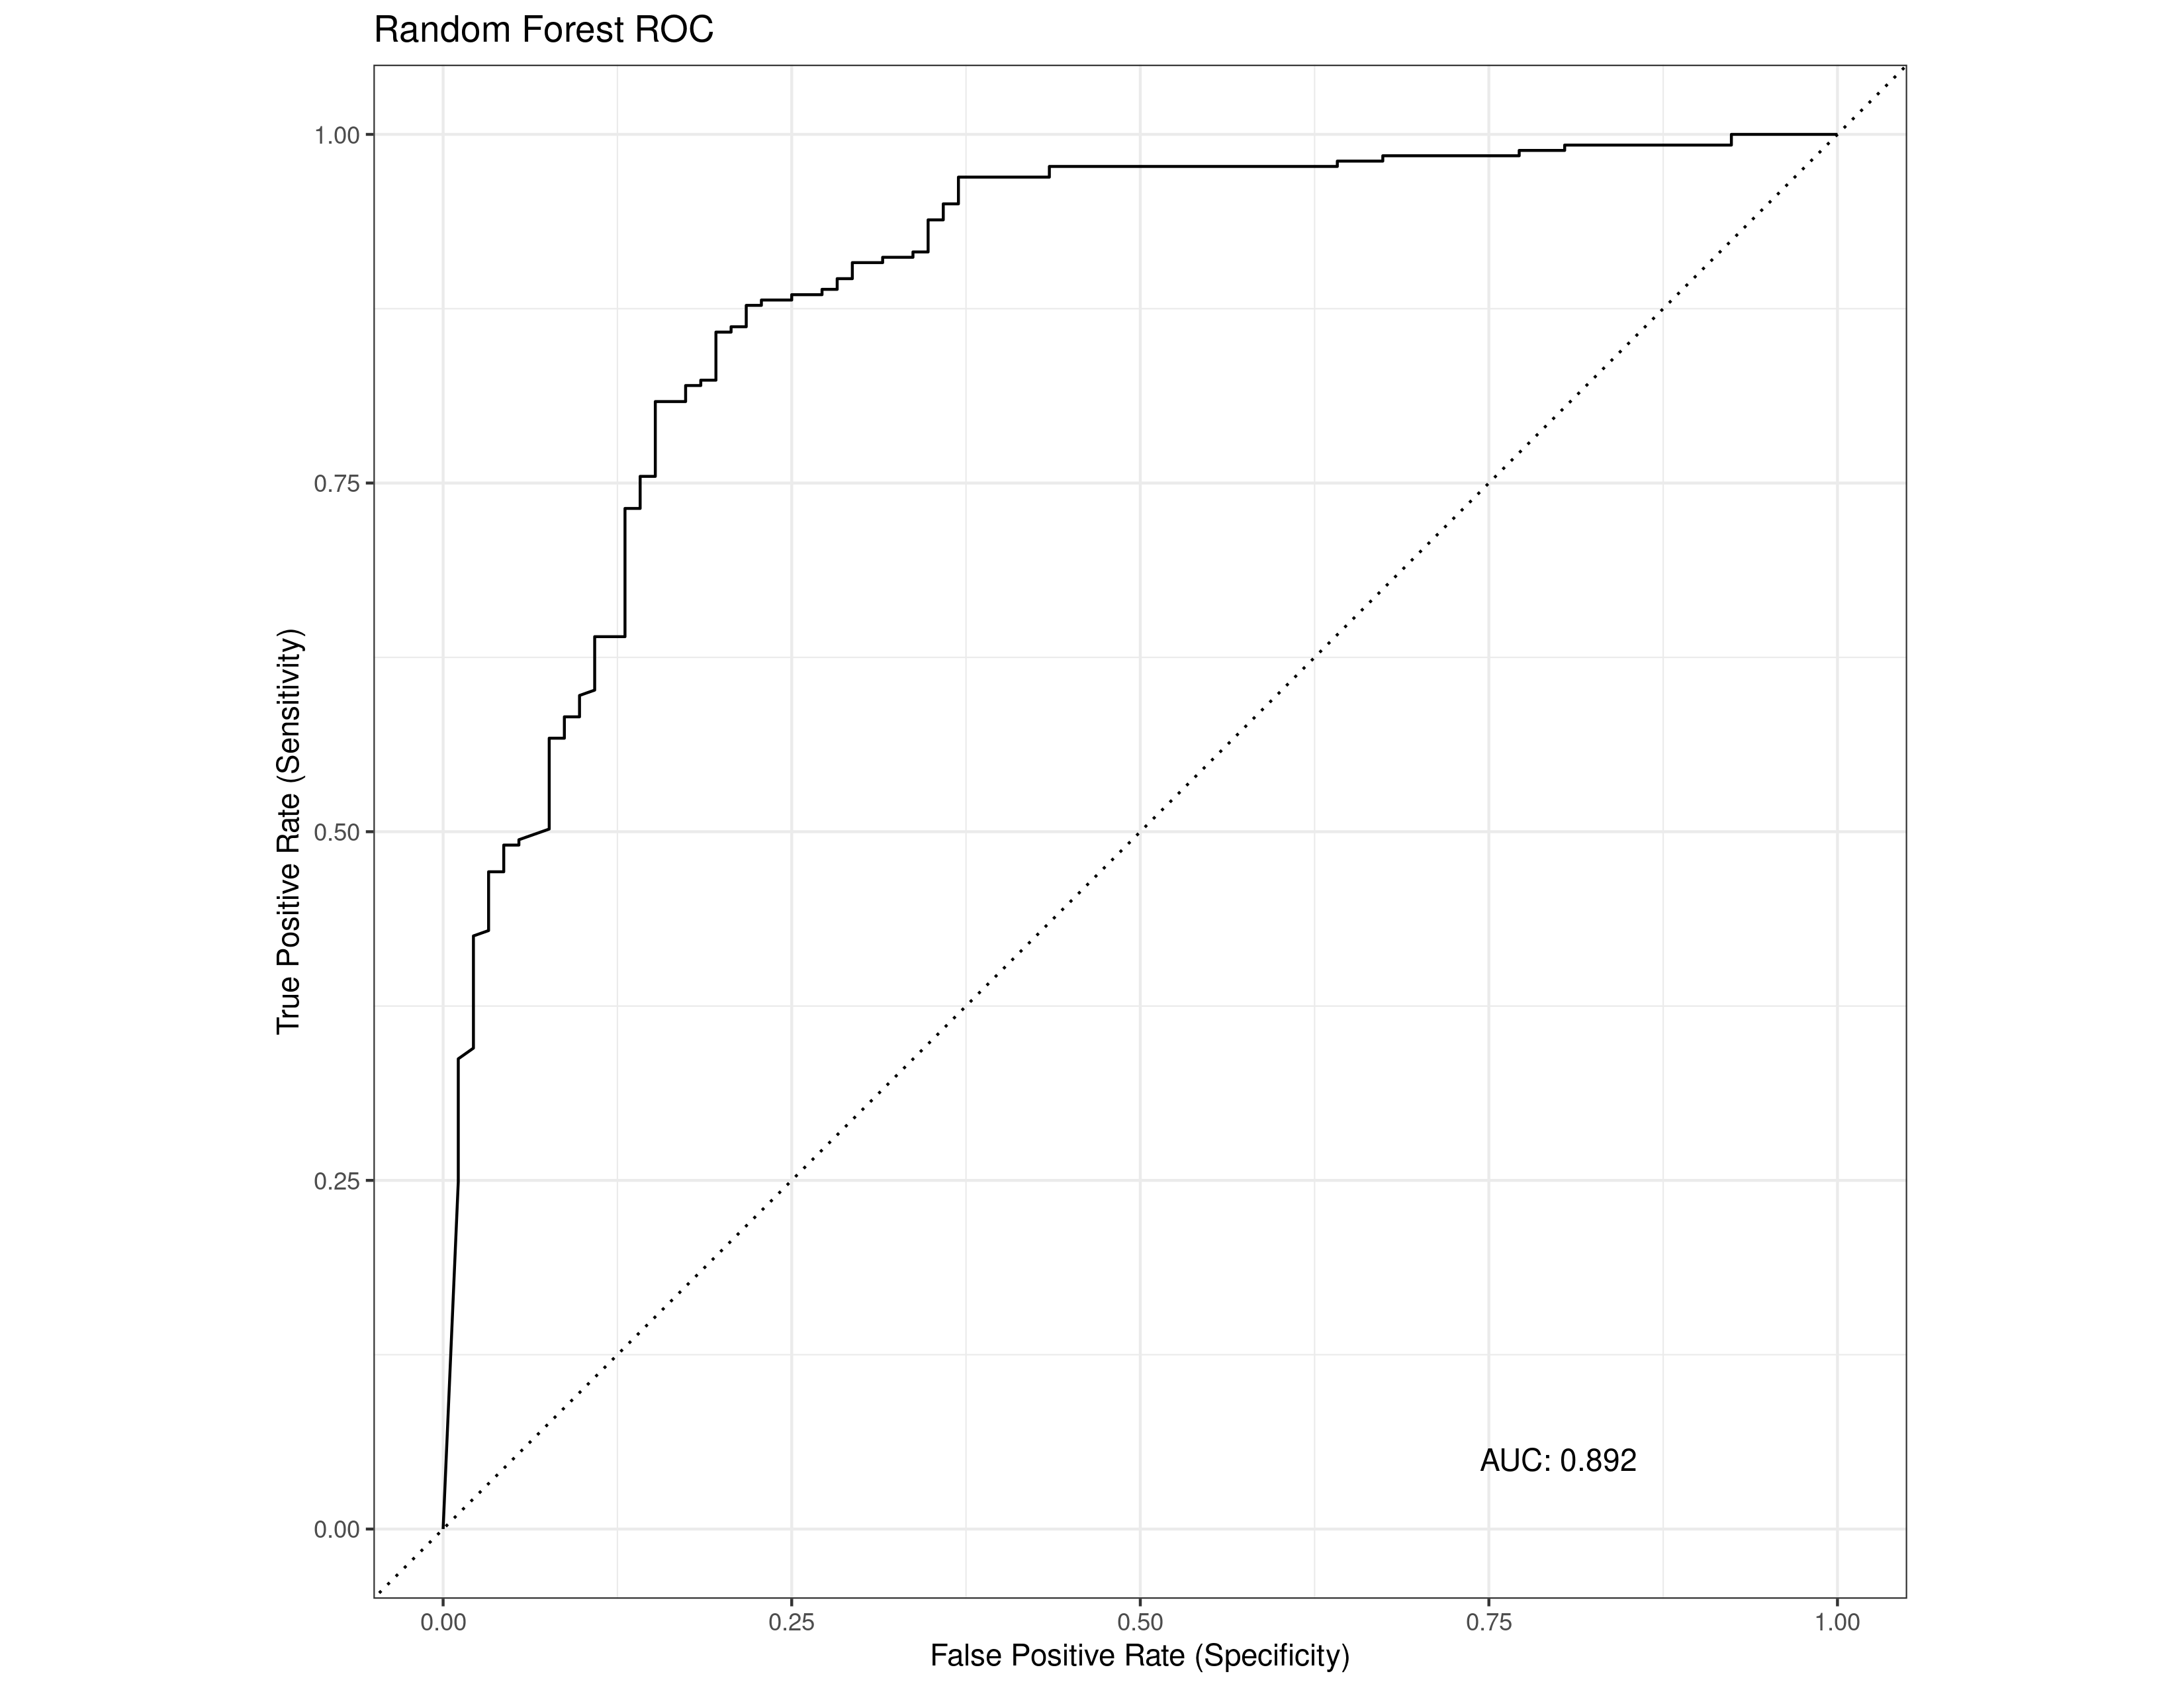 Random Forest ROC
1.00
0.75
0.50
0.25
0.00
True Positive Rate (Sensitivity)
AUC: 0.892
0.00 0.25 0.50 0.75 1.00
False Positive Rate (Specificity)